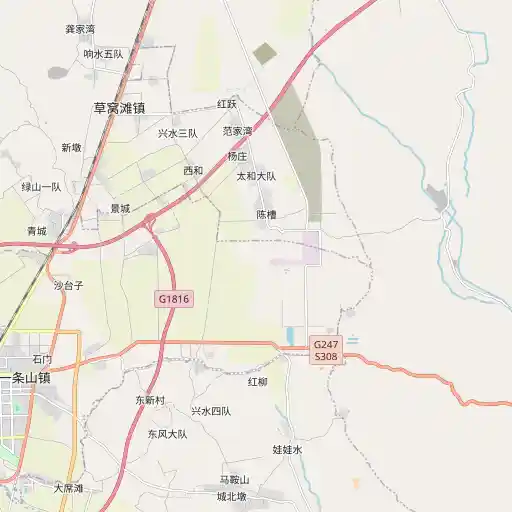 龚家湾
响水五队
草窝滩镇
红跃
兴水三队
范家湾
新墩
杨庄
西和
太和大队
绿山一队
景城
陈槽
青城
沙台子
G1816
G247
S308
石门
一条山镇
红柳
东新村
兴水四队
东风大队
娃娃水
马鞍山
大席滩
城北墩